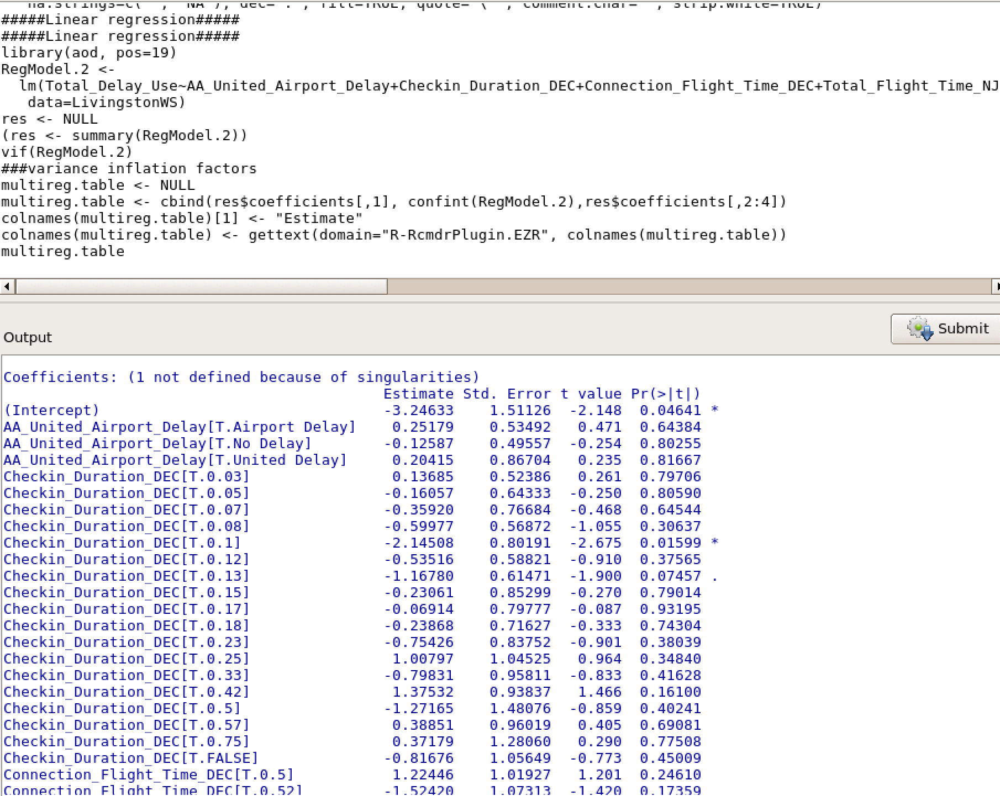 na.strings=c("", "NA"), dec=".", fill=TRUE, quote="\"", comment.char="", strip.white=TRUE)
#####Linear regression#####
#####Linear regression#####
library(aod, pos=19)
RegModel.2 <-
lm(Total_Delay_Use~AA_United_Airport_Delay+Checkin_Duration_DEC+Connection_Flight_Time_DEC+Total_Flight_Time_NJ
data=LivingstonWS)
res <- NULL
(res <- summary(RegModel.2))
vif(RegModel.2)
###variance inflation factors
multireg.table <- NULL
multireg.table <- cbind(res$coefficients[,1], confint(RegModel.2),res$coefficients[,2:4])
colnames(multireg.table)[1] <- "Estimate"
colnames(multireg.table) <- gettext(domain="R-RcmdrPlugin.EZR", colnames(multireg.table))
multireg.table
Submit
Output
Coefficients: (1 not defined because of singularities)
Estimate Std. Error t value Pr(>|t|)
(Intercept) -3.24633 1.51126 -2.148 0.04641 *
AA_United_Airport_Delay[T.Airport Delay] 0.25179 0.53492 0.471 0.64384
AA_United_Airport_Delay[T.No Delay] -0.12587 0.49557 -0.254 0.80255
AA_United_Airport_Delay[T.United Delay] 0.20415 0.86704 0.235 0.81667
Checkin_Duration_DEC[T.0.03] 0.13685 0.52386 0.261 0.79706
Checkin_Duration_DEC[T.0.05] -0.16057 0.64333 -0.250 0.80590
Checkin_Duration_DEC[T.0.07] -0.35920 0.76684 -0.468 0.64544
Checkin_Duration_DEC[T.0.08] -0.59977 0.56872 -1.055 0.30637
Checkin_Duration_DEC[T.0.1] -2.14508 0.80191 -2.675 0.01599 *
Checkin_Duration_DEC[T.0.12] -0.53516 0.58821 -0.910 0.37565
Checkin_Duration_DEC[T.0.13] -1.16780 0.61471 -1.900 0.07457 .
Checkin_Duration_DEC[T.0.15] -0.23061 0.85299 -0.270 0.79014
Checkin_Duration_DEC[T.0.17] -0.06914 0.79777 -0.087 0.93195
Checkin_Duration_DEC[T.0.18] -0.23868 0.71627 -0.333 0.74304
Checkin_Duration_DEC[T.0.23] -0.75426 0.83752 -0.901 0.38039
Checkin_Duration_DEC[T.0.25] 1.00797 1.04525 0.964 0.34840
Checkin_Duration_DEC[T.0.33] -0.79831 0.95811 -0.833 0.41628
Checkin_Duration_DEC[T.0.42] 1.37532 0.93837 1.466 0.16100
Checkin_Duration_DEC[T.0.5] -1.27165 1.48076 -0.859 0.40241
Checkin_Duration_DEC[T.0.57] 0.38851 0.96019 0.405 0.69081
Checkin_Duration_DEC[T.0.75] 0.37179 1.28060 0.290 0.77508
Checkin_Duration_DEC[T.FALSE] -0.81676 1.05649 -0.773 0.45009
Connection_Flight_Time_DEC[T.0.5] 1.22446 1.01927 1.201 0.24610
Connection_Flight_Time_DEC[T.0.52] -1.52420 1.07313 -1.420 0.17359